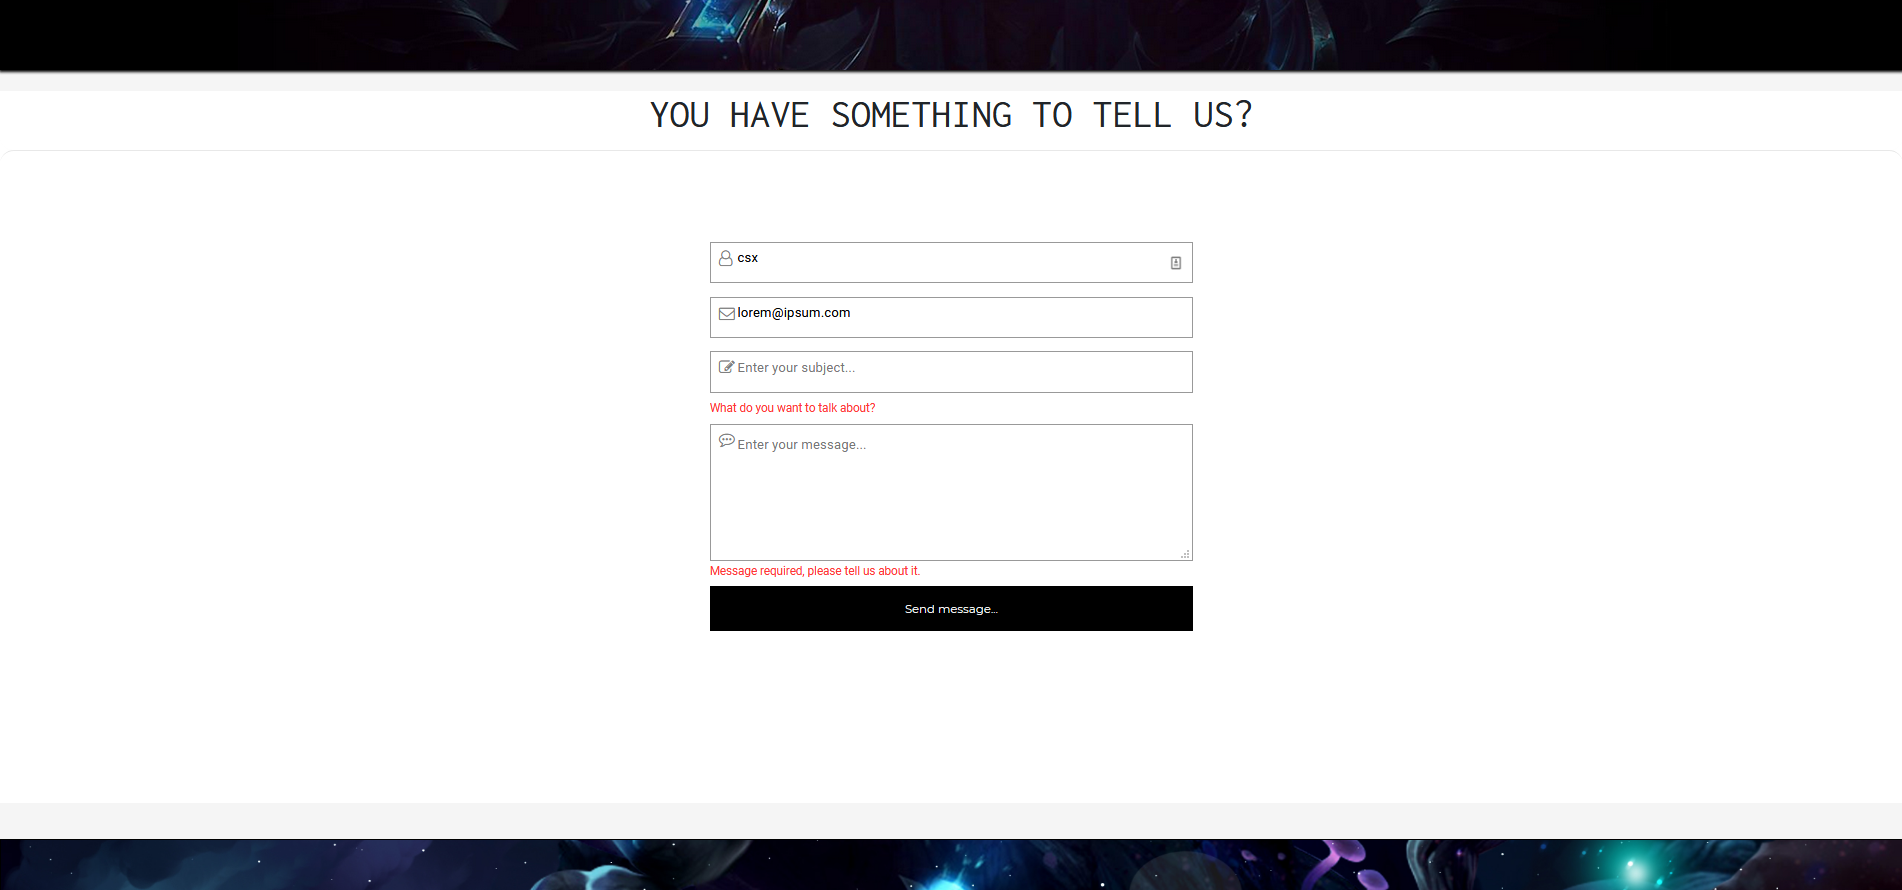 YOU HAVE SOMETHING TO TELL US?
csx
lorem@ipsum.com
Enter your subject...
What do you want to talk about?
Enter your message...
Message required, please tell us about it.
Send message...